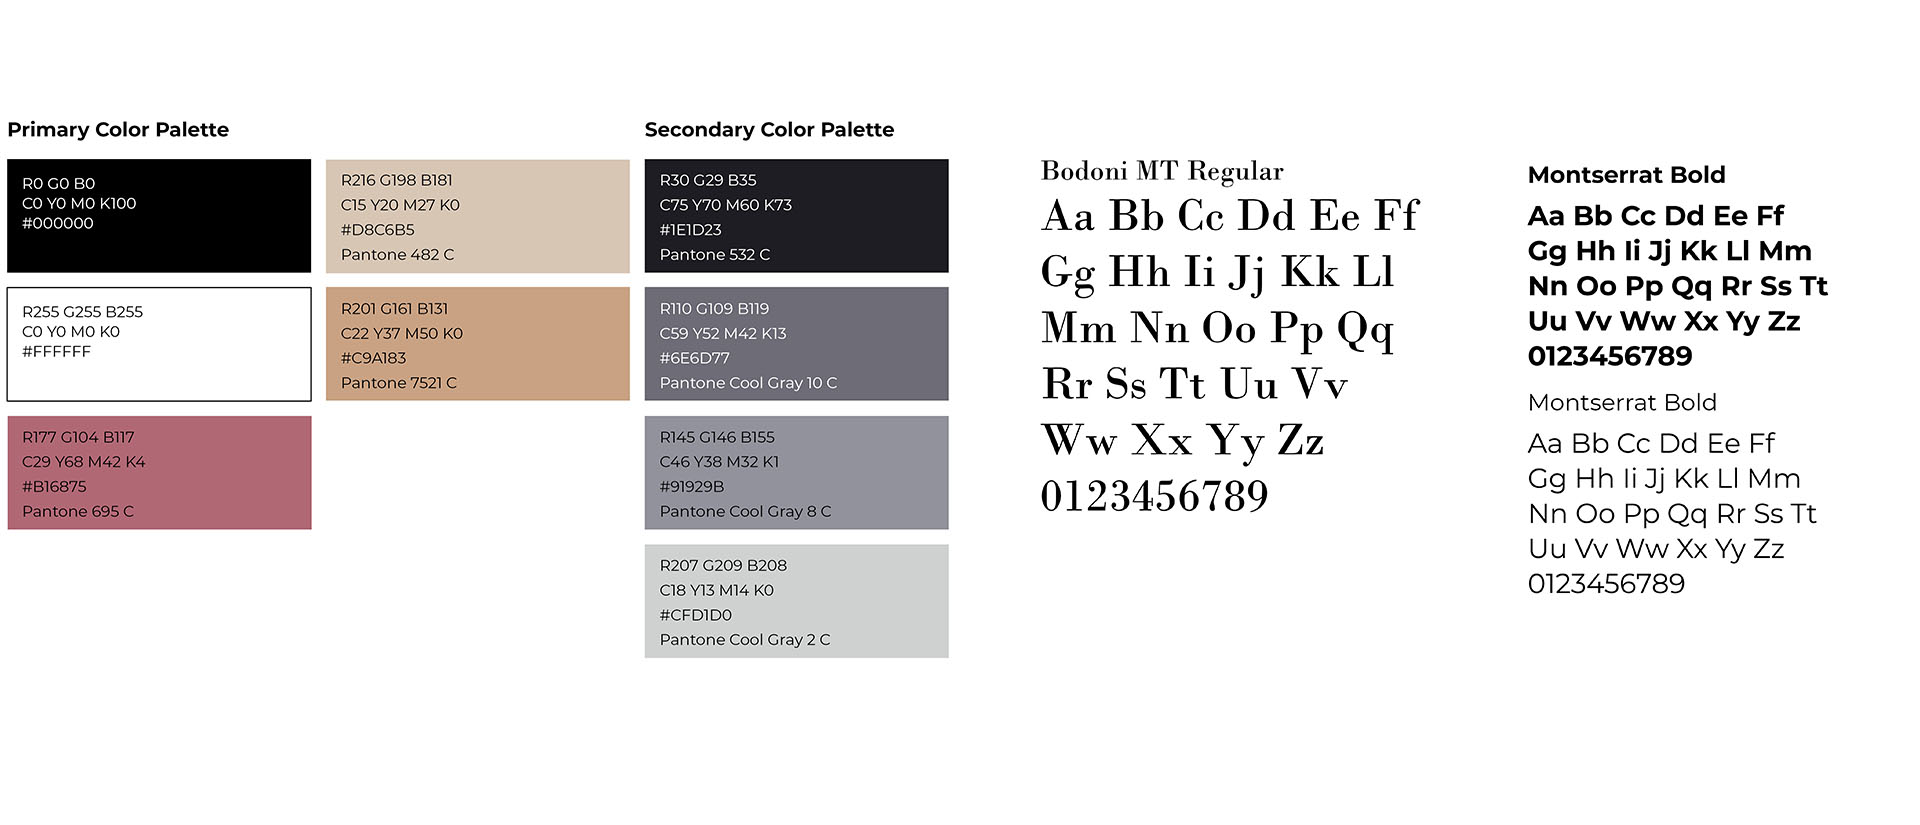 Primary Color Palette
R0 G0 B0
C0 Y0 M0 K100
#000000
R255 G255 B255
C0 Y0 M0 K0
#FFFFFF
R177 G104 B117
C29 Y68 M42 K4
#B16875
Pantone 695 C
R216 G198 B181
C15 Y20 M27 K0
#D8C6B5
Pantone 482 C
R201 G161 B131
C22 Y37 M50 K0
#C9A183
Pantone 7521 C
Secondary Color Palette
R30 G29 B35
C75 Y70 M60 K73
#1E1D23
Pantone 532 C
R110 G109 B119
C59 Y52 M42 K13
#6E6D77
Pantone Cool Gray 10 C
R145 G146 B155
C46 Y38 M32 K1
#91929B
Pantone Cool Gray 8 C
R207 G209 B208
C18 Y13 M14 K0
#CFD1D0
Pantone Cool Gray 2 C
Bodoni MT Regular
Aa Bb Cc Dd Ee Ff
Gg Hh Ii Jj Kk Ll
Mm Nn Oo Pp Qq
Rr Ss Tt Uu Vv
Ww Xx Yy Zz
0123456789
Montserrat Bold
Aa Bb Cc Dd Ee Ff
Gg Hh Ii Jj Kk Ll Mm
Nn Oo Pp Qq Rr Ss Tt
Uu Vv Ww Xx Yy Zz
0123456789
Montserrat Bold
Aa Bb Cc Dd Ee Ff
Gg Hh Ii Jj Kk Ll Mm
Nn Oo Pp Qq Rr Ss Tt
Uu Vv Ww Xx Yy Zz
0123456789